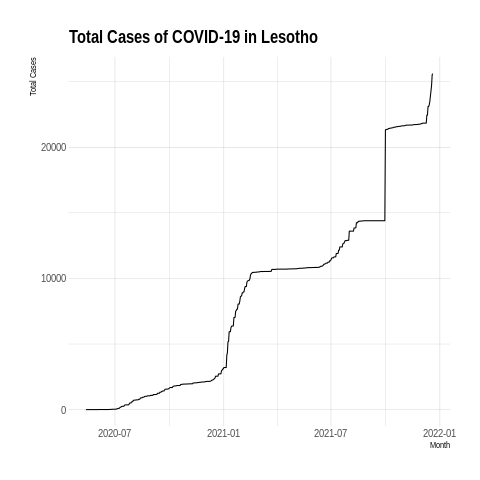 Total Cases of COVID-19 in Lesotho
Total Cases
20000
10000
0
2020-07
2021-01
2021-07
2022-01
Month